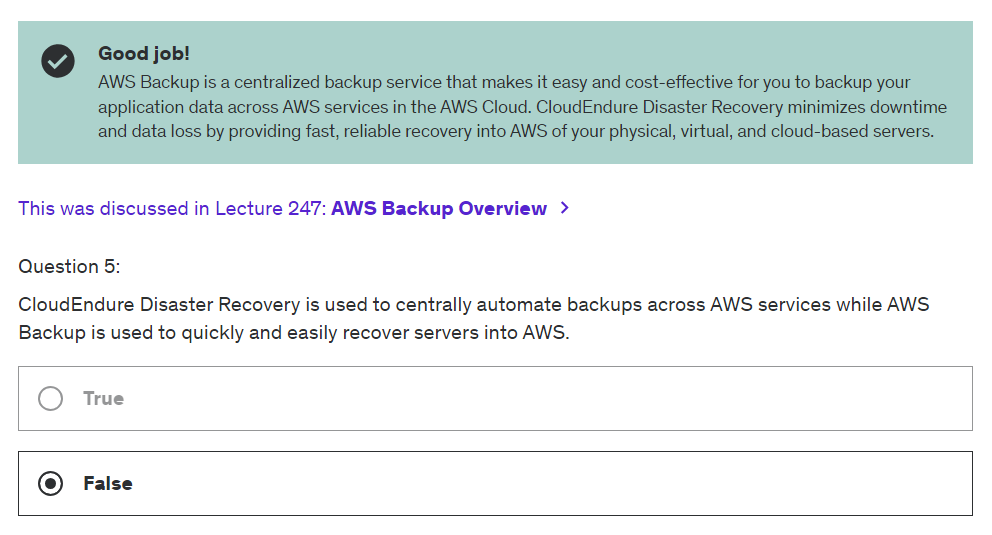 Good job!
AWS Backup is a centralized backup service that makes it easy and cost-effective for you to backup your
application data across AWS services in the AWS Cloud. CloudEndure Disaster Recovery minimizes downtime
and data loss by providing fast, reliable recovery into AWS of your physical, virtual, and cloud-based servers.
This was discussed in Lecture 247: AWS Backup Overview >
Question 5:
CloudEndure Disaster Recovery is used to centrally automate backups across AWS services while AWS
Backup is used to quickly and easily recover servers into AWS.
True
False